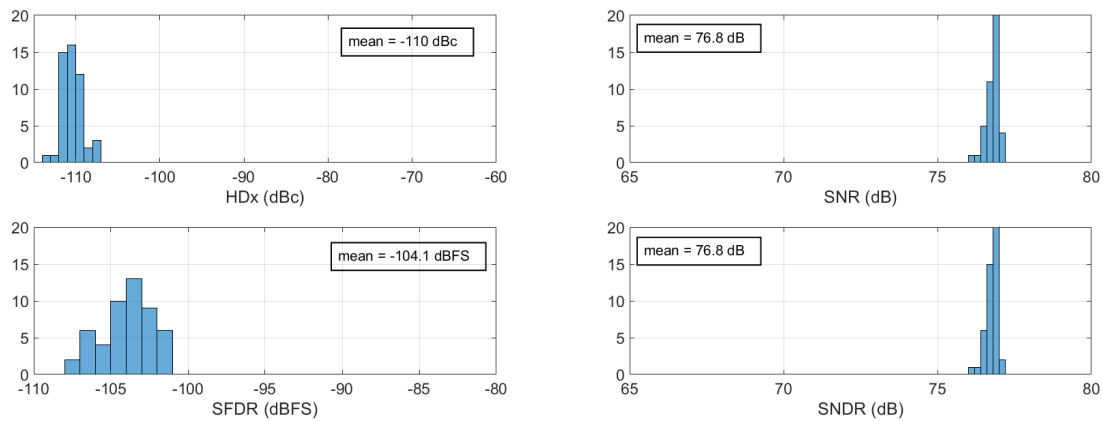 20
15
10
5
0
mean = -110 dBc
-110 -100 -90 -80 -70 -60
HDx (dBc)
20
15
10
5
0
mean = 76.8 dB
65 70 75 80
SNR (dB)
20
15
10
5
0
mean = -104.1 dBFS
-110 -105 -100 -95 -90 -85 -80
SFDR (dBFS)
20
15
10
5
0
mean = 76.8 dB
65 70 75 80
SNDR (dB)